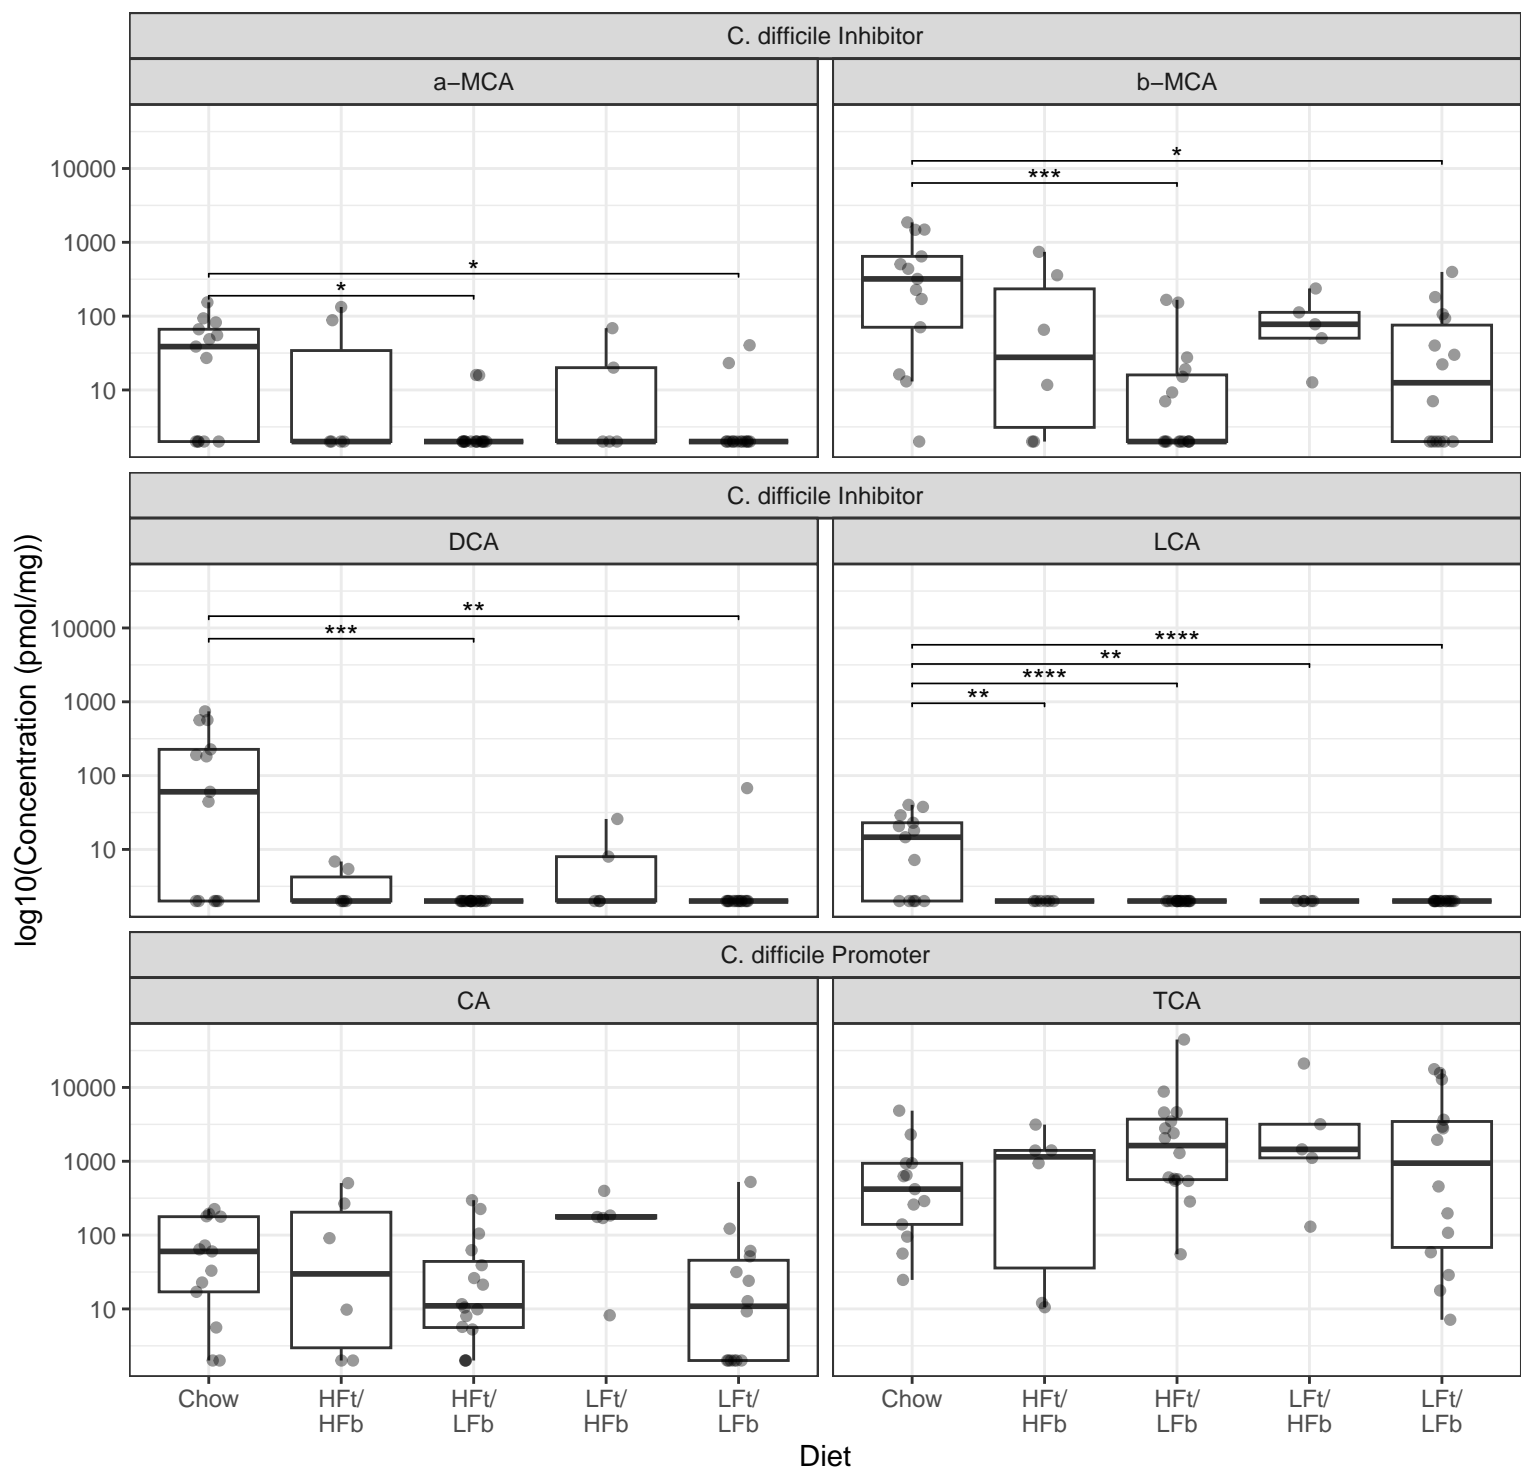 C. difficile Inhibitor
a−MCA
b−MCA
10000
1000
100
10
*
*
*
***
C. difficile Inhibitor
DCA
LCA
10000
1000
100
10
**
***
****
**
****
**
C. difficile Promoter
CA
TCA
10000
1000
100
10
Chow
HFt/
HFb
HFt/
LFb
LFt/
HFb
LFt/
LFb
Chow
HFt/
HFb
HFt/
LFb
LFt/
HFb
LFt/
LFb
Diet
log10(Concentration (pmol/mg))